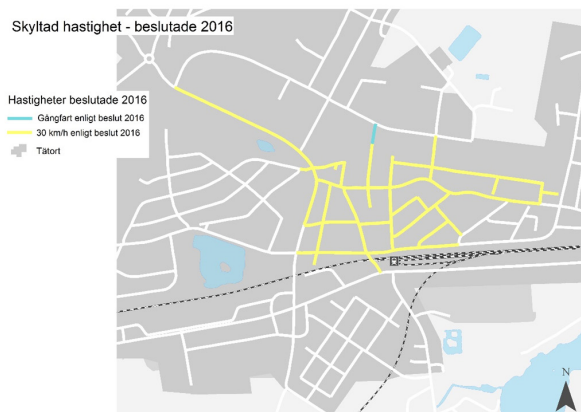 Skyltad hastighet - beslutade 2016
Hastigheter beslutade 2016
Gångfart enligt beslut 2016
30 km/h enligt beslut 2016
Tätort
N